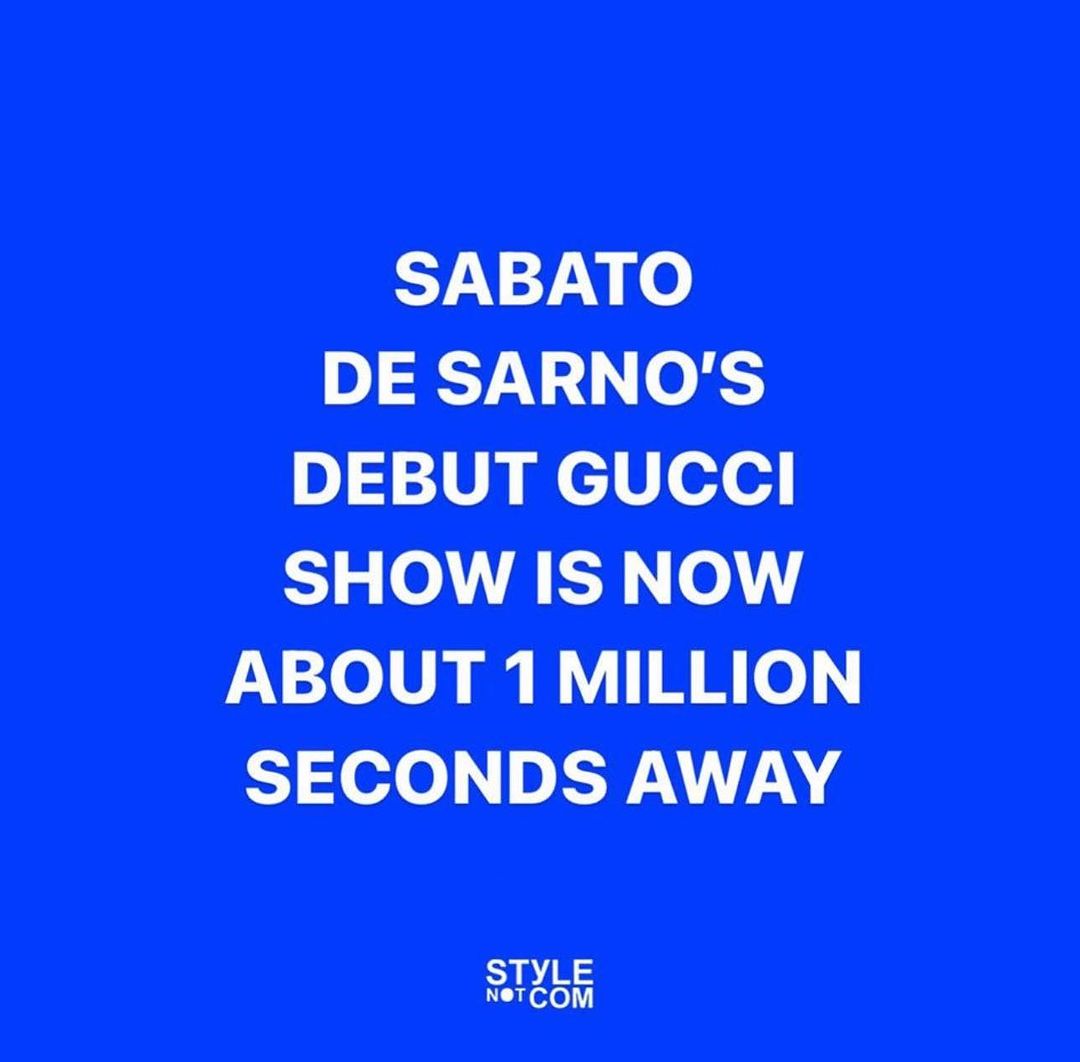 SABATO
DE SARNO'S
DEBUT GUCCI
SHOW IS NOW
ABOUT 1 MILLION
SECONDS AWAY
STYLE
NOT COM